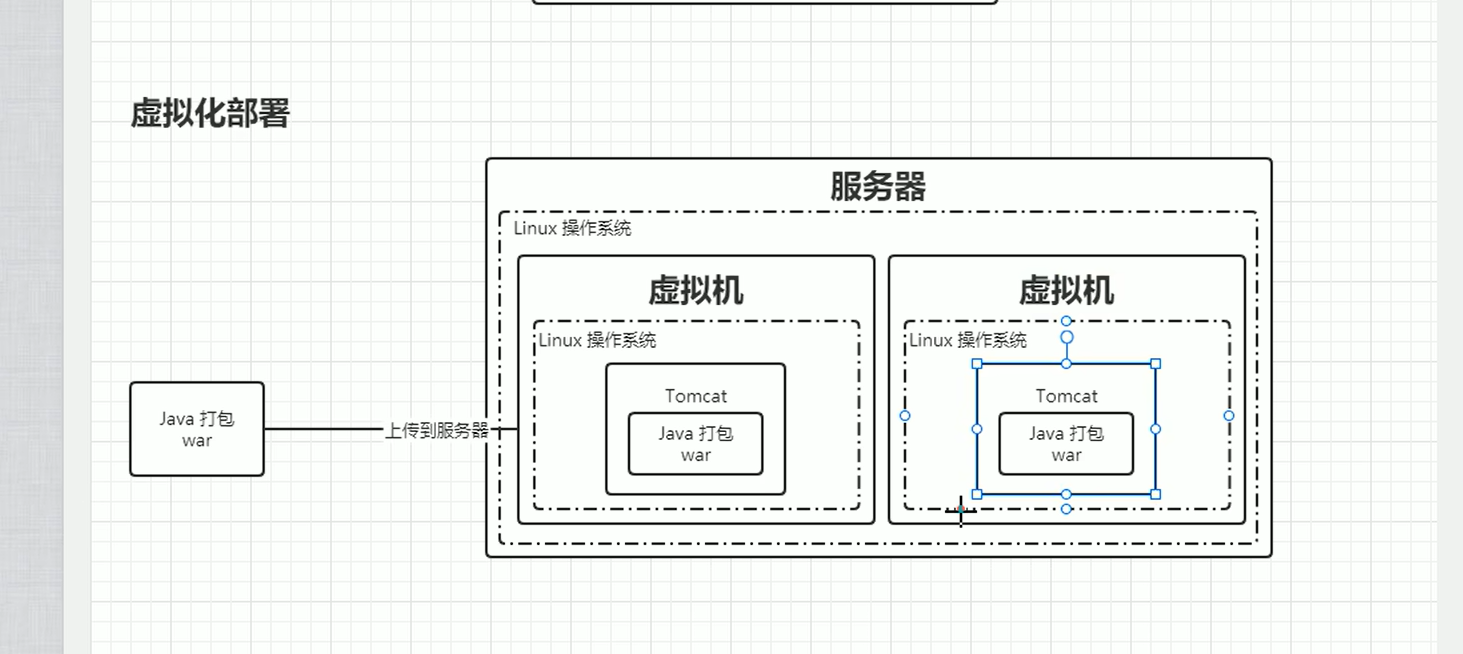 虚拟化部署
服务器
Linux 操作系统
虚拟机
虚拟机
Linux 操作系统
Linux 操作系统
Tomcat
Tomcat
Java 打包
war
Java 打包
war
Java 打包
war
上传到服务器